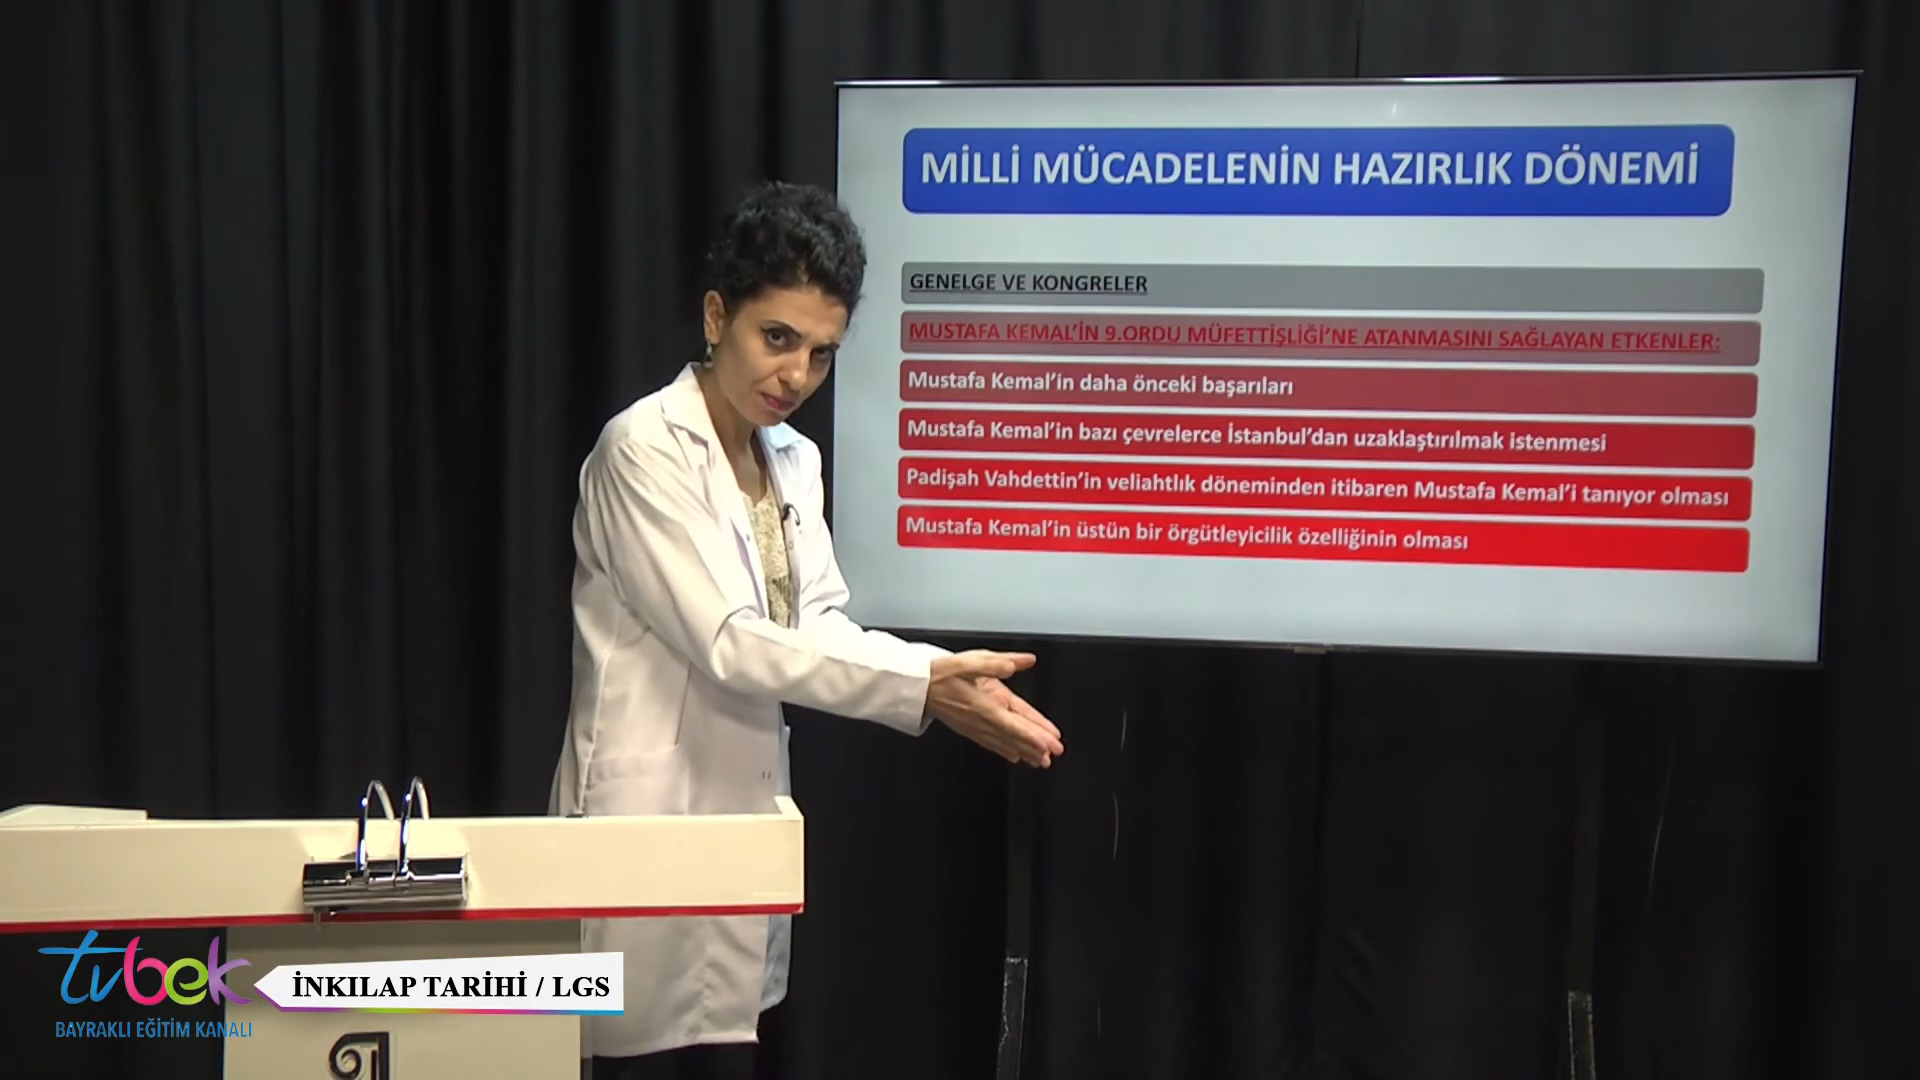 MİLLİ MÜCADELENİN HAZIRLIK DÖNEMİ
GENELGE VE KONGRELER
MUSTAFA KEMAL’İN 9.ORDU MÜFETTİŞLİĞİ’NE ATANMASINI SAĞLAYAN ETKENLER:
Mustafa Kemal’in daha önceki başarıları
Mustafa Kemal’in bazı çevrelerce İstanbul’dan uzaklaştırılmak istenmesi
Padişah Vahdettin’in veliahtlık döneminden itibaren Mustafa Kemal’i tanıyor olması
Mustafa Kemal’in üstün bir örgütleyicilik özelliğinin olması
tvbek
BAYRAKLI EĞİTİM KANALI
İNKILAP TARİHİ / LGS